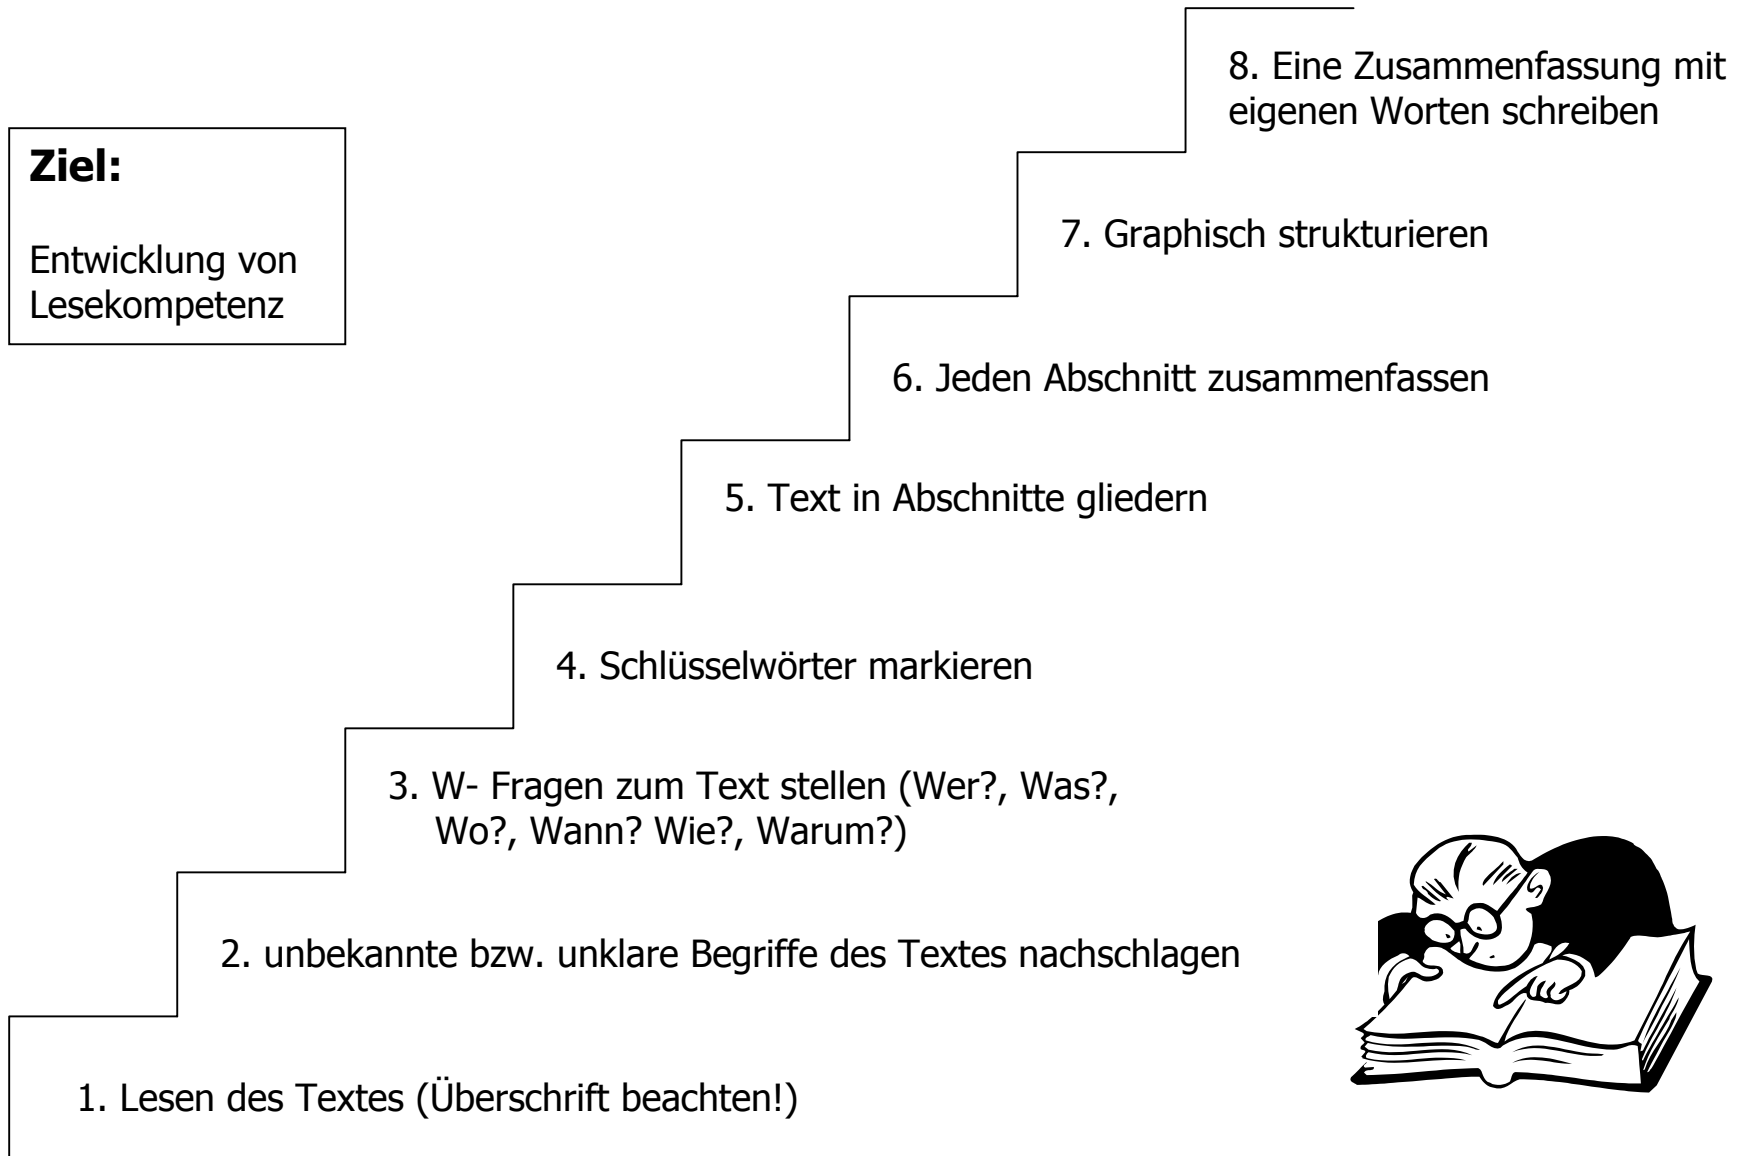 8. Eine Zusammenfassung mit
eigenen Worten schreiben
Ziel:
Entwicklung von
Lesekompetenz
7. Graphisch strukturieren
6. Jeden Abschnitt zusammenfassen
5. Text in Abschnitte gliedern
4. Schlüsselwörter markieren
3. W- Fragen zum Text stellen (Wer?, Was?,
Wo?, Wann? Wie?, Warum?)
2. unbekannte bzw. unklare Begriffe des Textes nachschlagen
1. Lesen des Textes (Überschrift beachten!)